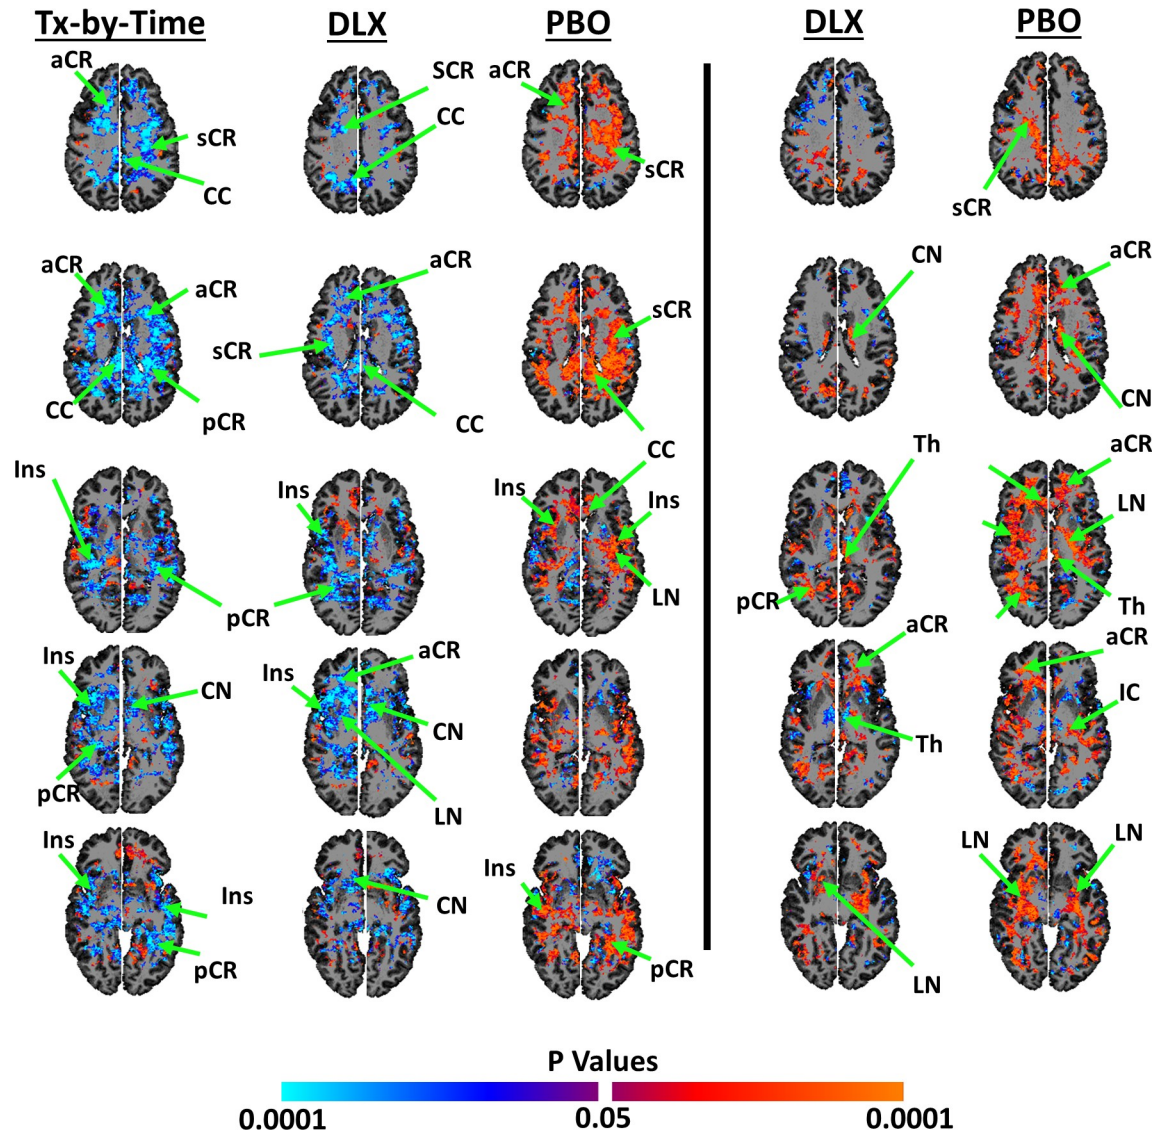 Tx-by-Time DLX PBO DLX PBO
aCR SCR aCR
CC
sCR sCR
CC sCR
aCR aCR CN aCR
aCR sCR
sCR
CC pCR CC CN
CC
Ins Ins Ins Ins Th aCR
LN
pCR LN pCR Th
Ins Ins aCR aCR aCR
CN CN IC
pCR LN Th
Ins Ins CN Ins LN LN
pCR pCR LN
P Values
0.0001 0.05 0.0001